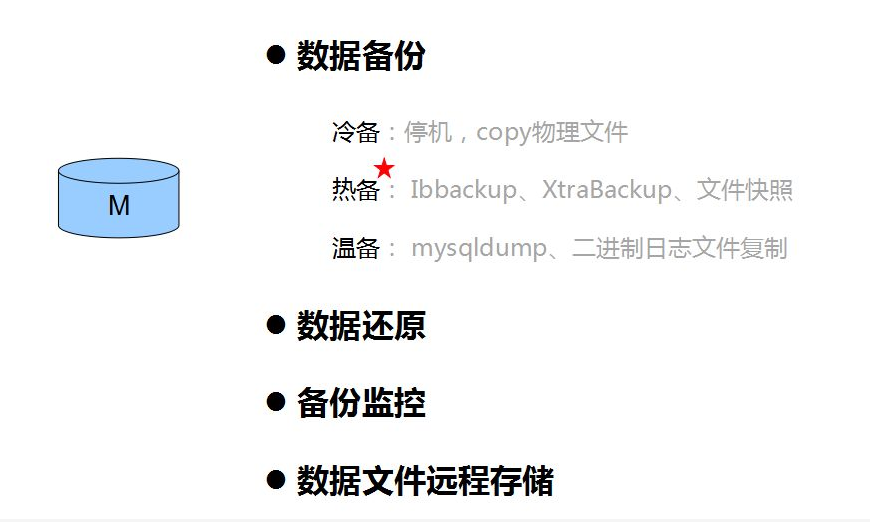 ● 数据备份
冷备：停机，copy物理文件
M
热备： Ibbackup、XtraBackup、文件快照
温备： mysqldump、二进制日志文件复制
● 数据还原
● 备份监控
● 数据文件远程存储